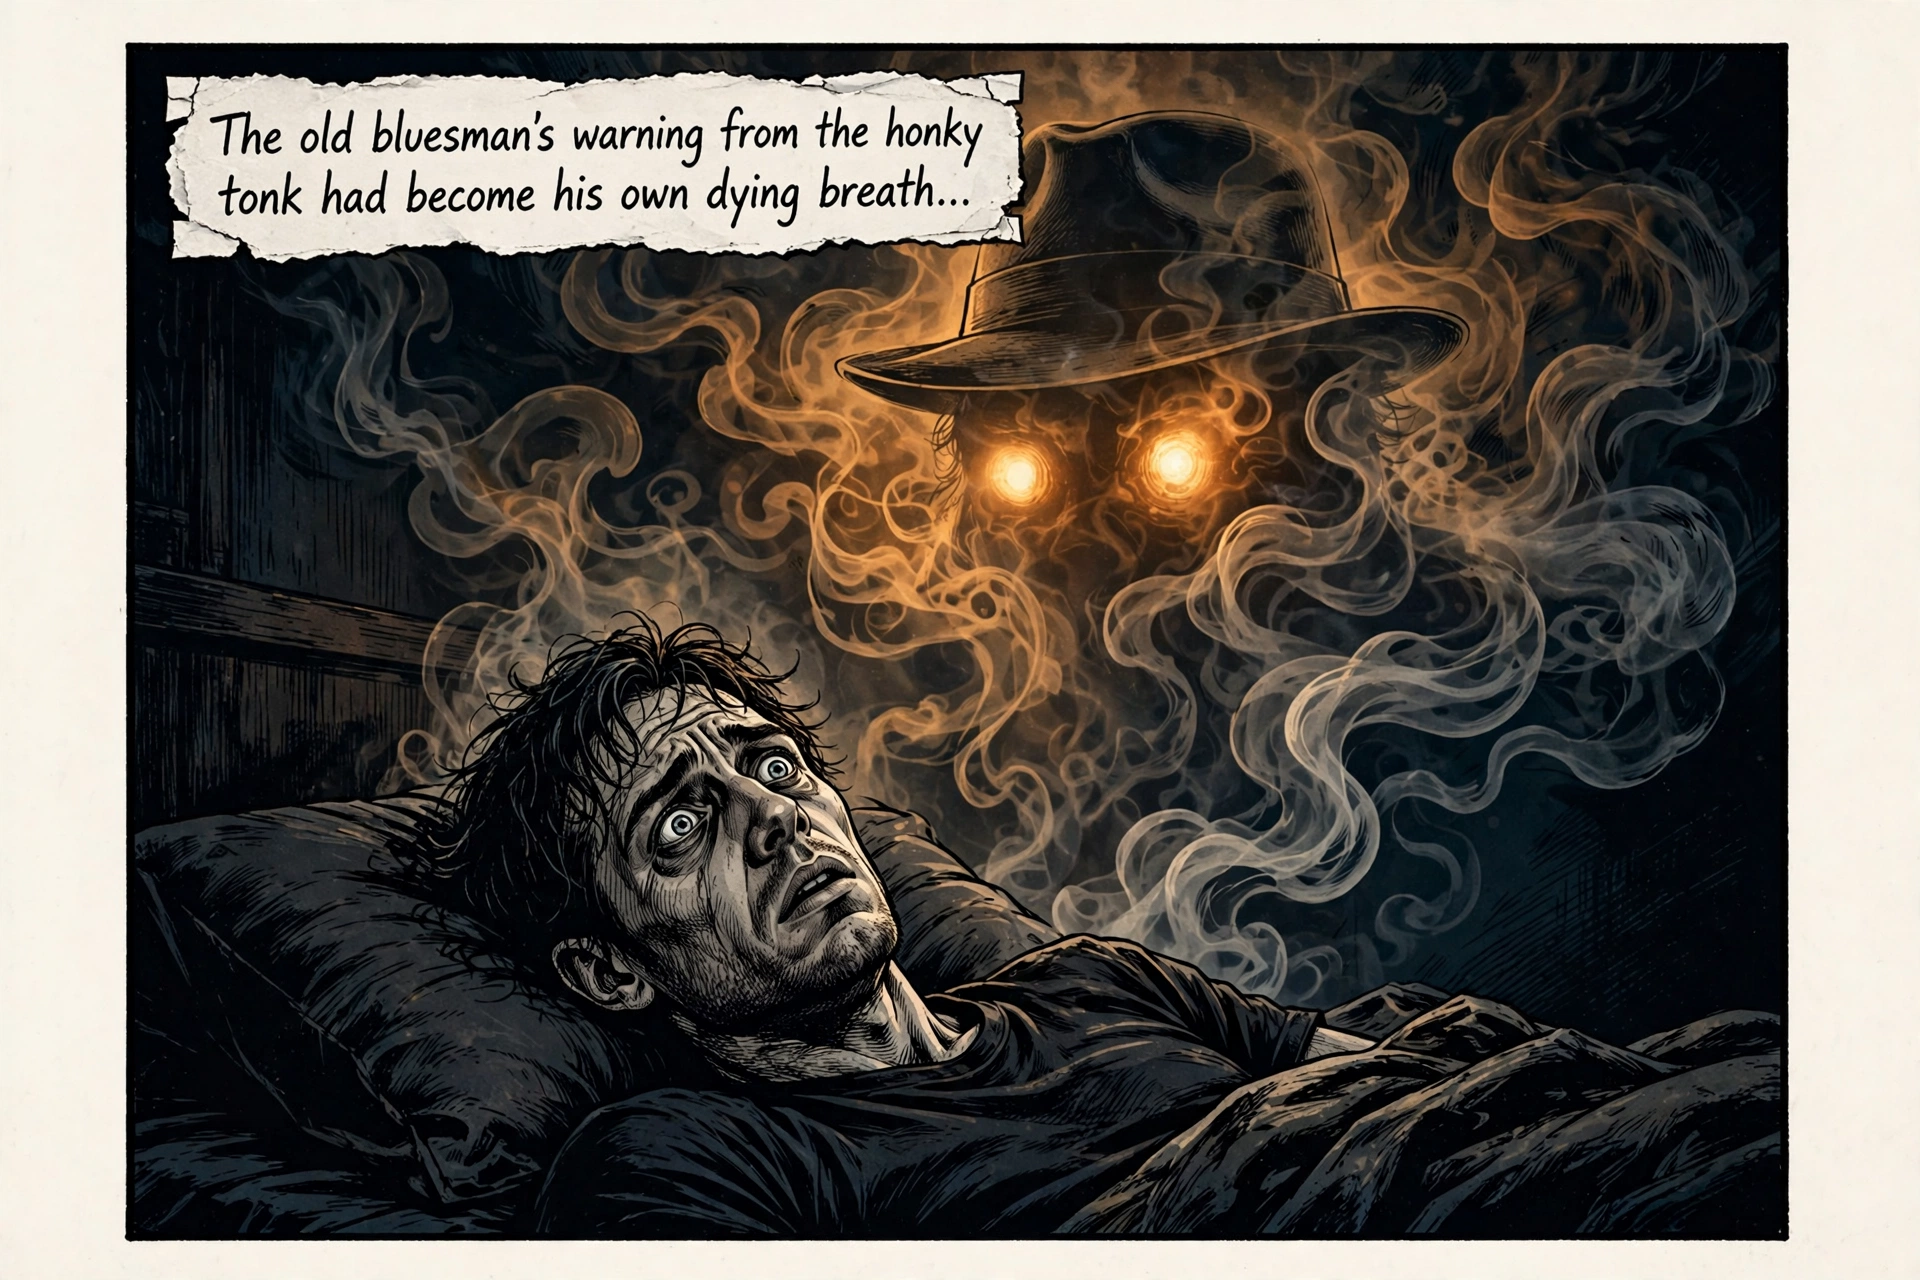 The old bluesman's warning from the honky
tonk had become his own dying breath...